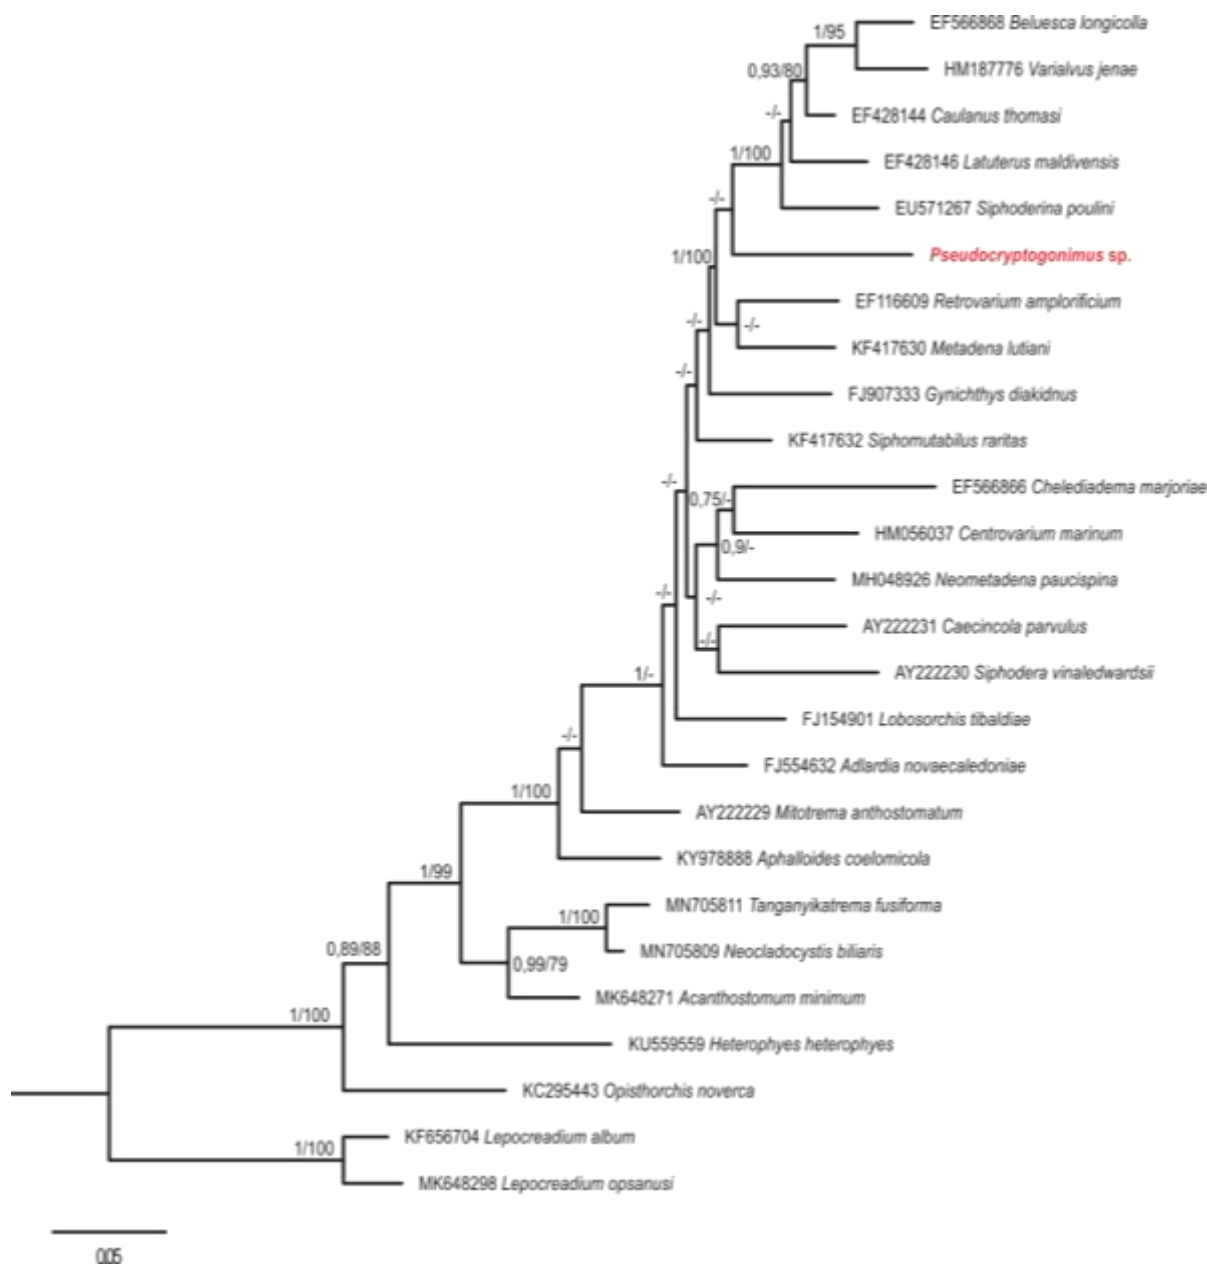 EF566868 Beluesca longicolla
1/95
HM187776 Varialvus jenae
0,93/80
EF428144 Caulanus thomasi
-/-
EF428146 Latuterus maldivensis
1/100
EU571267 Siphoderina poulini
-/-
Pseudocryptogonimus sp.
1/100
EF116609 Retrovarium amplorificium
-/-
-/-
KF417630 Metadena lutiani
-/-
FJ907333 Gynichthys diakidnus
KF417632 Siphomutabilus raritas
-/-
EF566866 Chelediadema marjoriae
0,75/-
HM056037 Centrovarium marinum
0,9/-
MH048926 Neometadena paucispina
-/-
-/-
AY222231 Caecincola parvulus
-/-
AY222230 Siphodera vinaledwardsii
1/-
FJ154901 Lobosorchis tibaldiae
-/-
FJ554632 Adlardia novaecaledoniae
1/100
AY222229 Mitotrema anthostomatum
KY978888 Aphalloides coelomicola
1/99
MN705811 Tanganyikatrema fusiforma
1/100
MN705809 Neocladocystis biliaris
0,89/88
0,99/79
MK648271 Acanthostomum minimum
1/100
KU559559 Heterophyes heterophyes
KC295443 Opisthorchis noverca
KF656704 Lepocreadium album
1/100
MK648298 Lepocreadium opsanusi
0.05